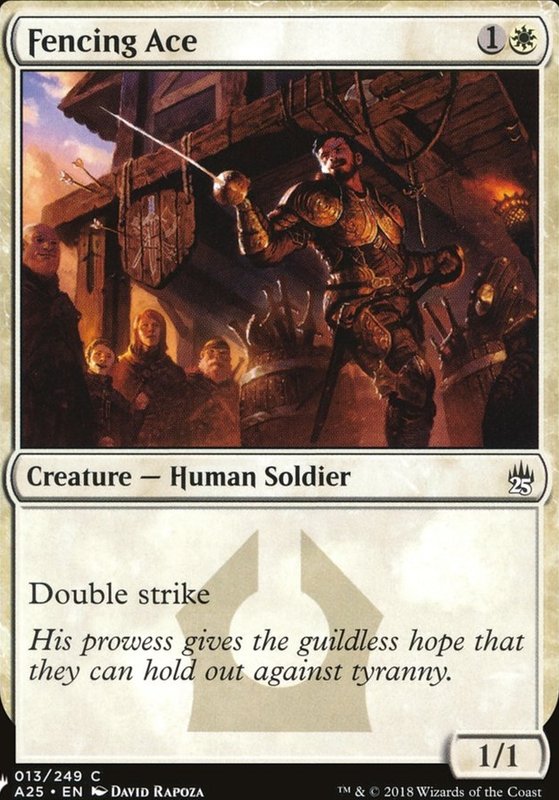 Fencing Ace 1
Creature — Human Soldier
25
Double strike
His prowess gives the guildless hope that
they can hold out against tyranny.
1/1
013/249 C
A25 • EN David Rapoza
™ & © 2018 Wizards of the Coast